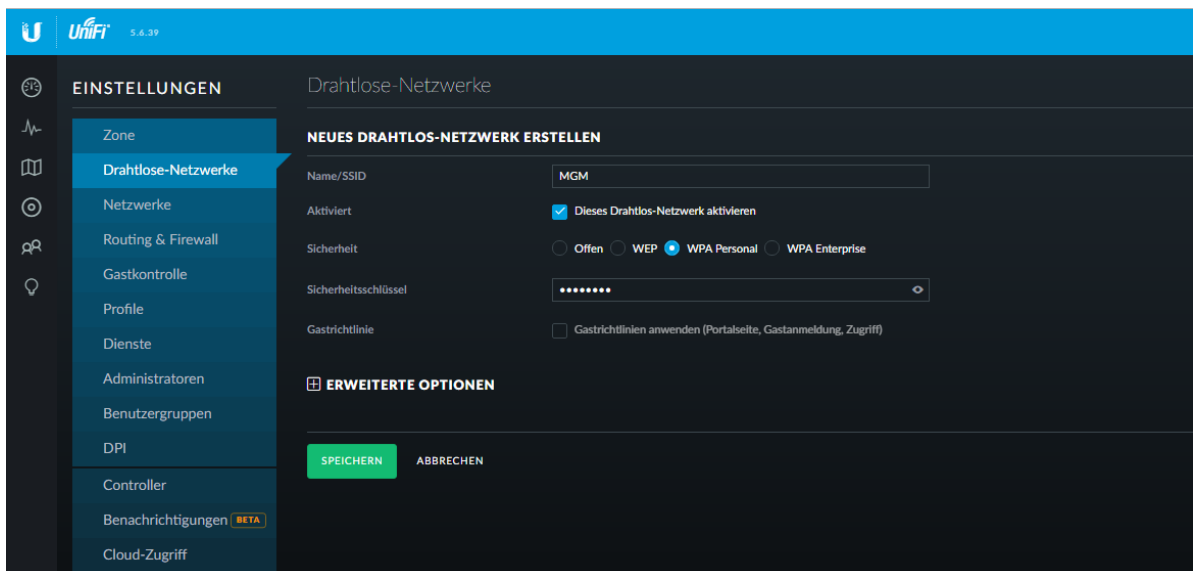 UniFi 5.6.39
EINSTELLUNGEN
Zone
Drahtlose-Netzwerke
Netzwerke
Routing & Firewall
Gastkontrolle
Profile
Dienste
Administratoren
Benutzergruppen
DPI
Controller
Benachrichtigungen BETA
Cloud-Zugriff
Drahtlose-Netzwerke
NEUES DRAHTLOS-NETZWERK ERSTELLEN
Name/SSID MGM
Aktiviert Dieses Drahtlos-Netzwerk aktivieren
Sicherheit Offen WEP WPA Personal WPA Enterprise
Sicherheitsschlüssel ••••••••
Gastrichtlinie Gastrichtlinien anwenden (Portalseite, Gastanmeldung, Zugriff)
ERWEITERTE OPTIONEN
SPEICHERN ABBRECHEN